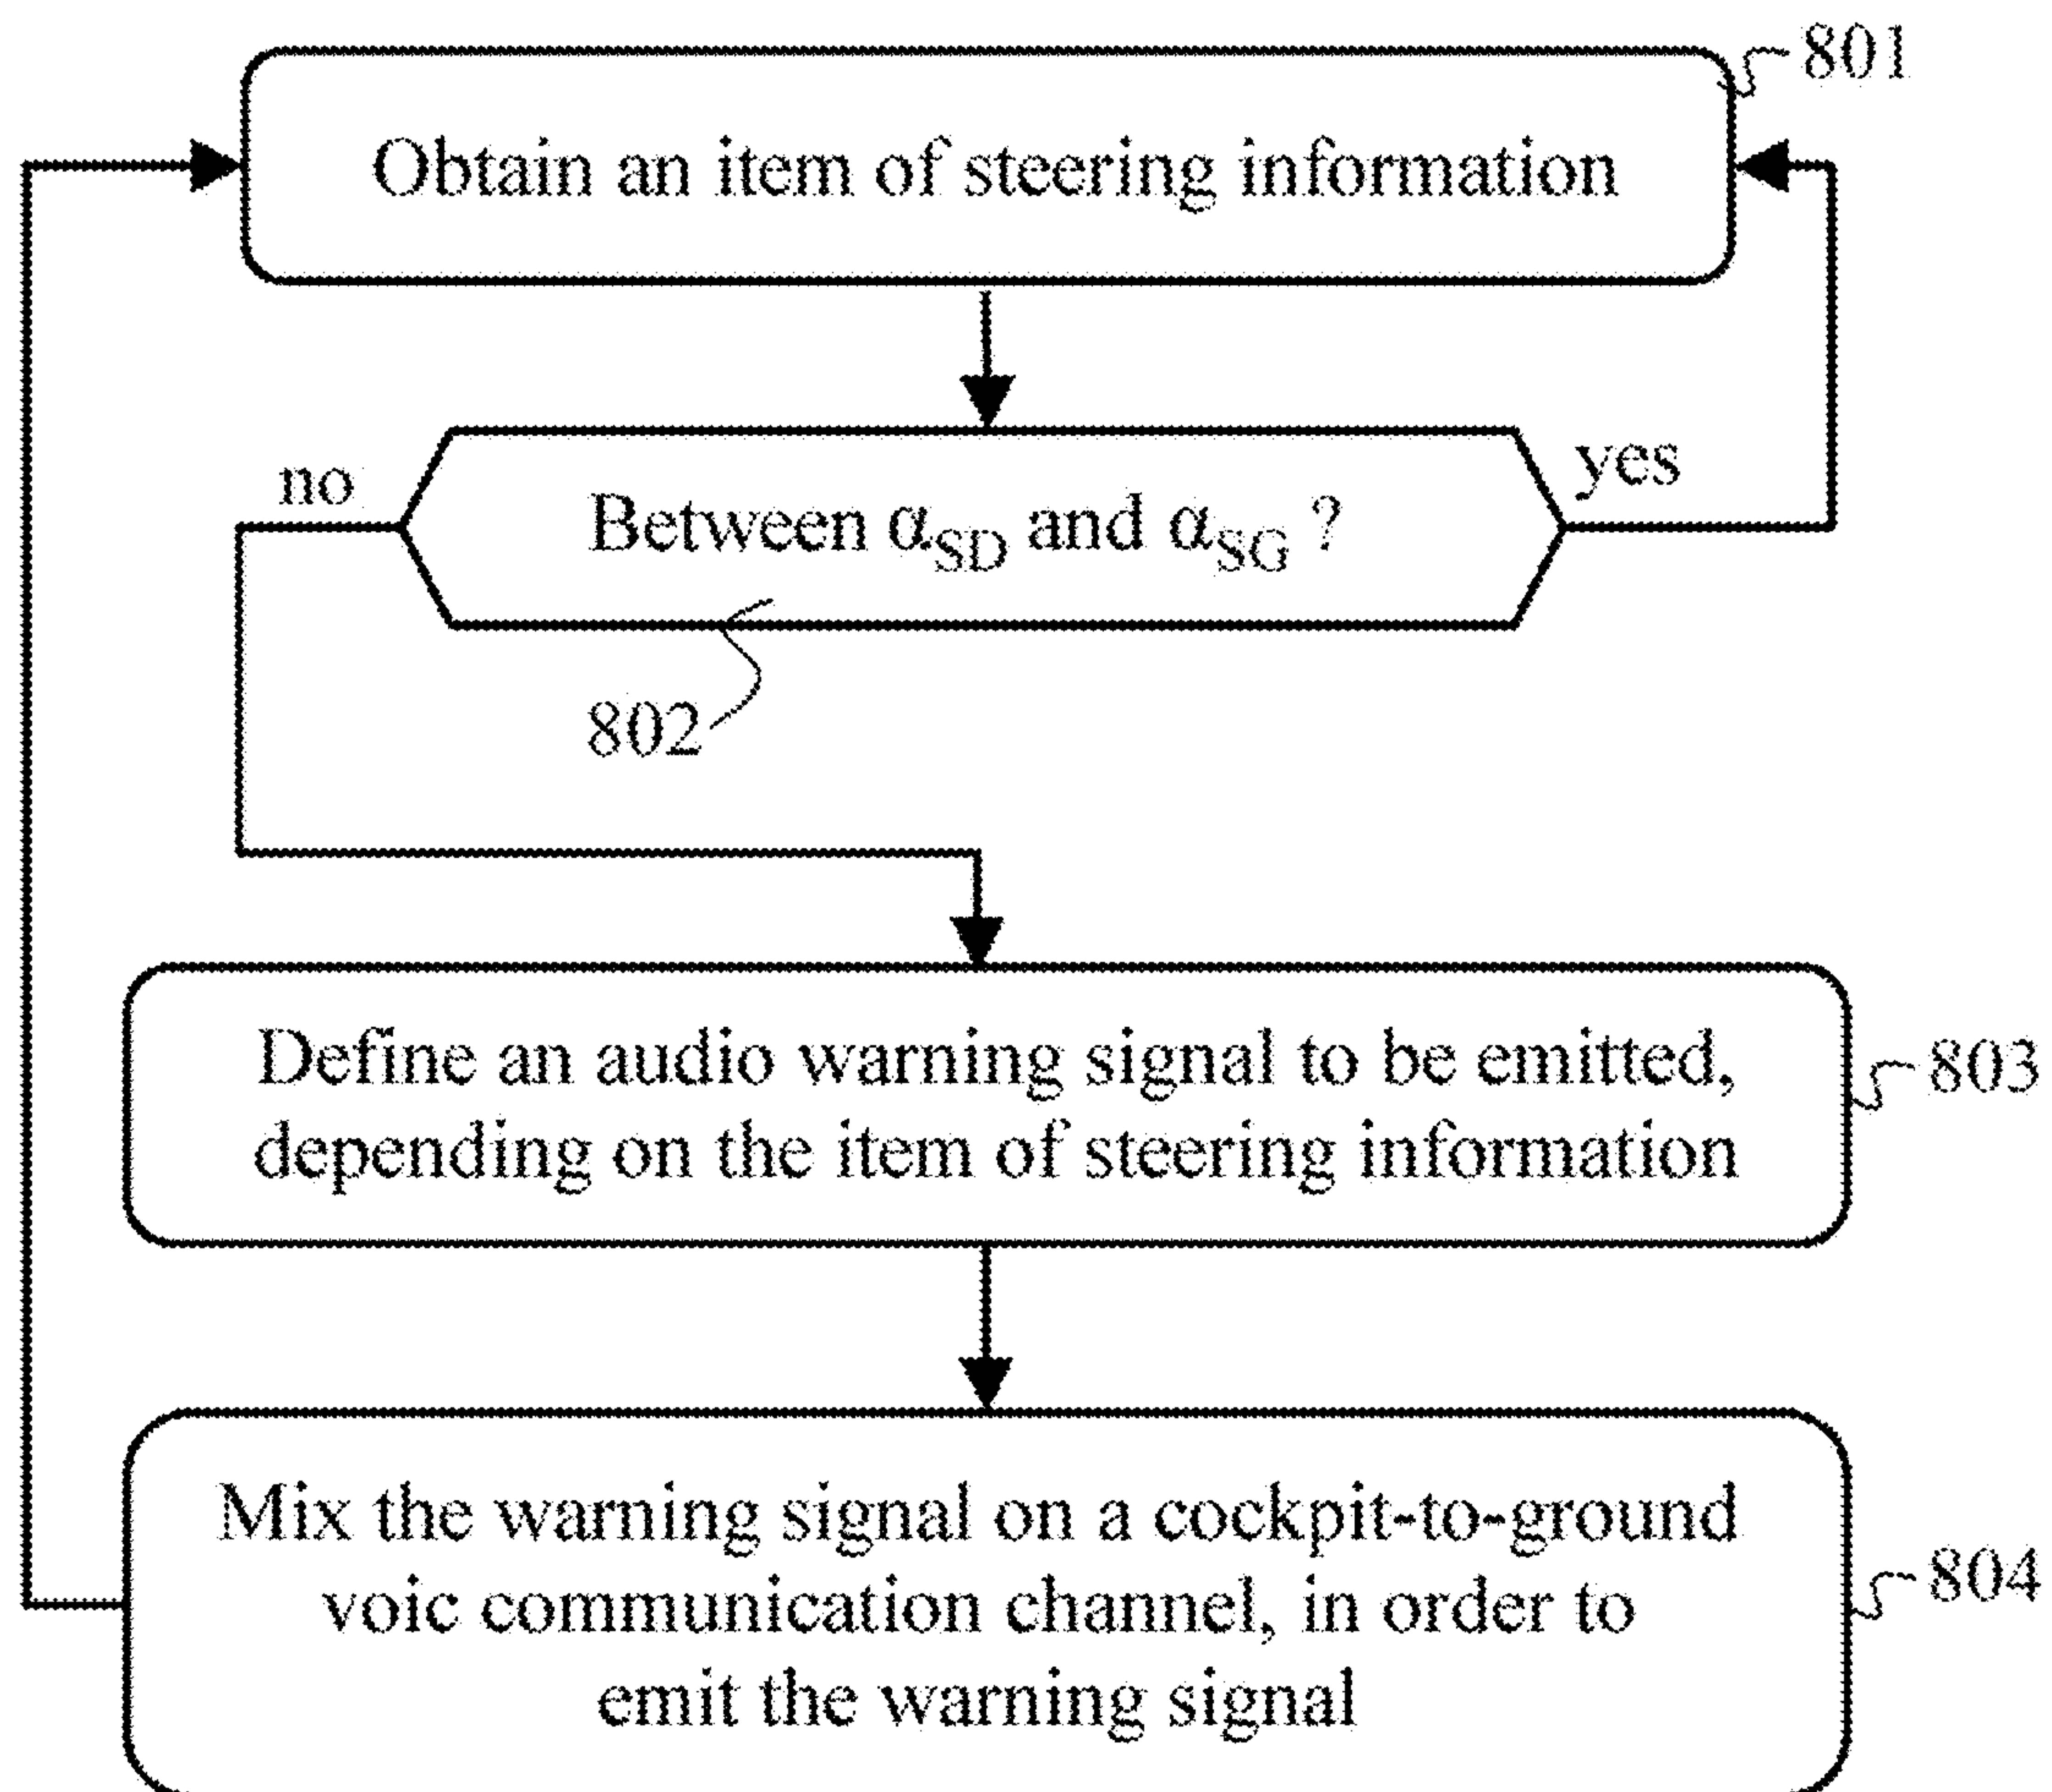 801
Obtain an item of steering information
no
yes
Between α_SD and α_SG ?
802
Define an audio warning signal to be emitted,
depending on the item of steering information
803
Mix the warning signal on a cockpit-to-ground
voic communication channel, in order to
emit the warning signal
804